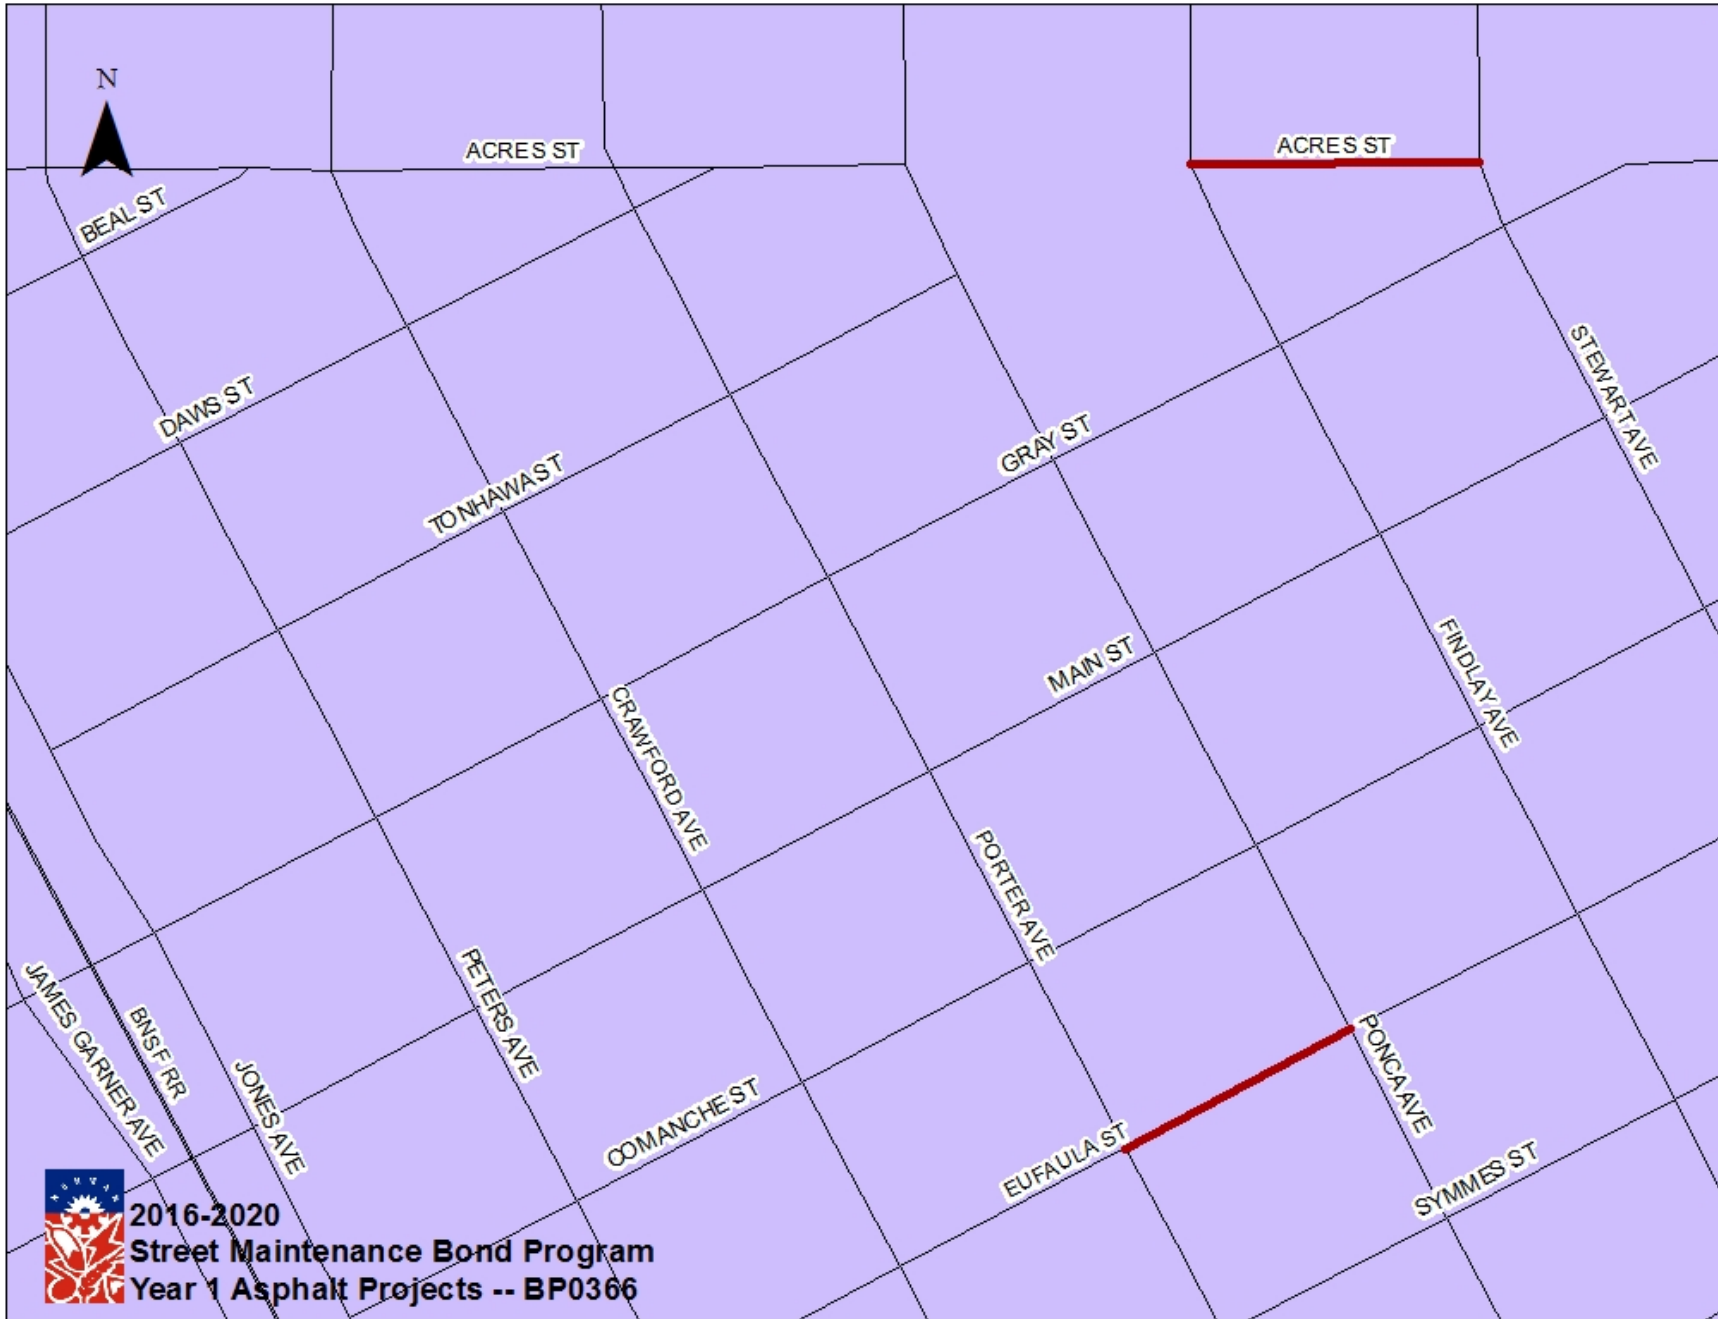 N
ACRES ST
ACRES ST
BEAL ST
STEWART AVE
DAWS ST
GRAY ST
TONHAWA ST
FINDLAY AVE
MAIN ST
CRAWFORD AVE
PORTER AVE
PETERS AVE
JAMES GARNER AVE
BNSF RR
PONCA AVE
JONES AVE
COMANCHE ST
EUFAULA ST
SYMMES ST
NORMAN
2016-2020
Street Maintenance Bond Program
Year 1 Asphalt Projects -- BP0366